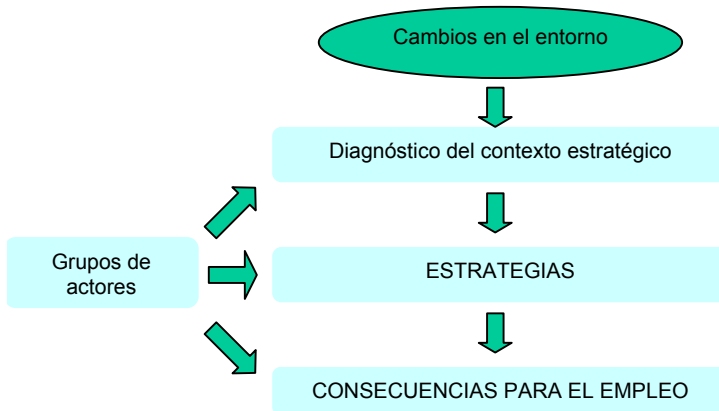 Cambios en el entorno
Diagnóstico del contexto estratégico
Grupos de
actores
ESTRATEGIAS
CONSECUENCIAS PARA EL EMPLEO